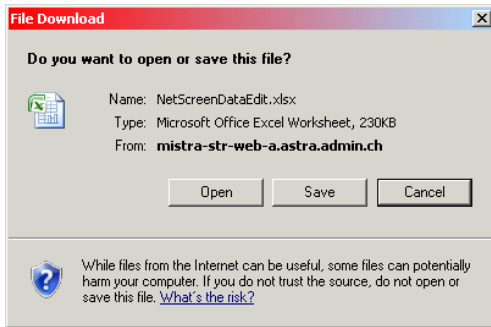 File Download
Do you want to open or save this file?
Name: NetScreenDataEdit.xlsx
Type: Microsoft Office Excel Worksheet, 230KB
From: mistra-str-web-a.astra.admin.ch
Open Save Cancel
While files from the Internet can be useful, some files can potentially
harm your computer. If you do not trust the source, do not open or
save this file. What's the risk?